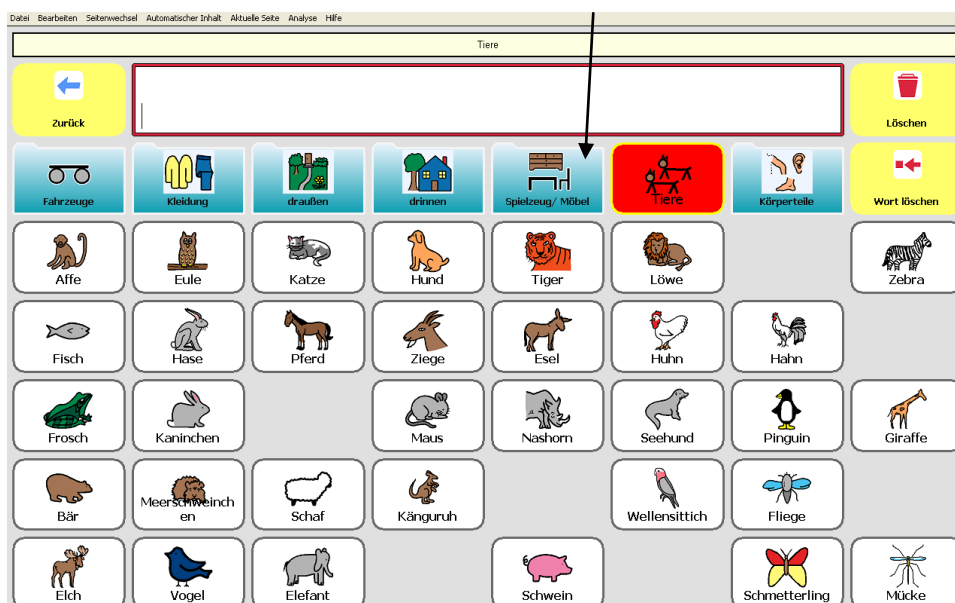 Datei Bearbeiten Seitenwechsel Automatischer Inhalt Aktuelle Seite Analyse Hilfe
Tiere
Zurück Löschen
Fahrzeuge Kleidung draußen drinnen Spielzeug/ Möbel Tiere Körperteile Wort löschen
Affe Eule Katze Hund Tiger Löwe Zebra
Fisch Hase Pferd Ziege Esel Huhn Hahn
Frosch Kaninchen Maus Nashorn Seehund Pinguin Giraffe
Bär Meerschweinch Schaf Känguruh Wellensittich Fliege
en
Elch Vogel Elefant Schwein Schmetterling Mücke